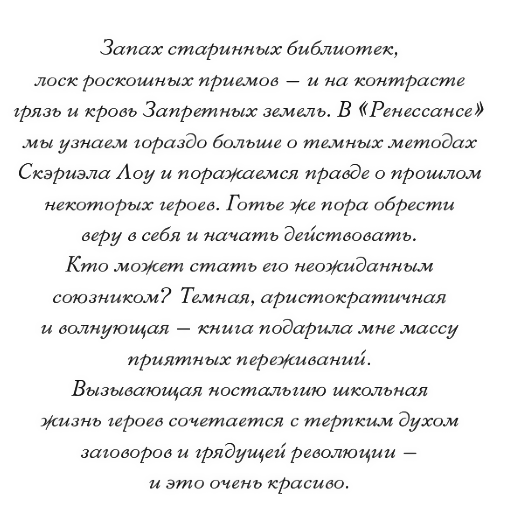 Запах старинных библиотек,
лоск роскошных приемов – и на контрасте
грязь и кровь Запретных земель. В «Ренессансе»
мы узнаем гораздо больше о темных методах
Скэриэла Лоу и поражаемся правде о прошлом
некоторых героев. Готье же пора обрести
веру в себя и начать действовать.
Кто может стать его неожиданным
союзником? Темная, аристократичная
и волнующая – книга подарила мне массу
приятных переживаний.
Вызывающая ностальгию школьная
жизнь героев сочетается с терпким духом
заговоров и грядущей революции –
и это очень красиво.